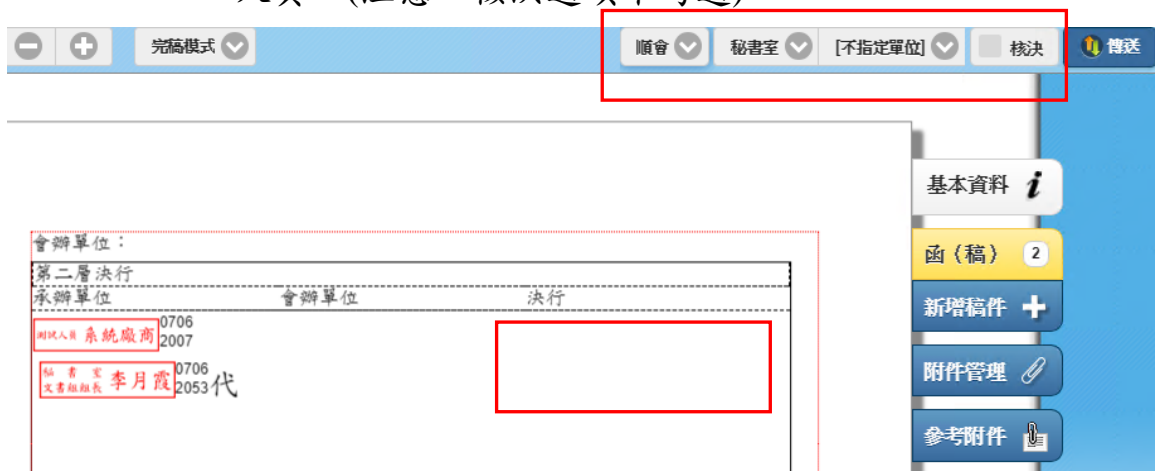 完稿模式 順會 秘書室 [不指定單位] 核決 傳送
基本資料
會辦單位：
函（稿） 2
第二層決行
承辦單位 會辦單位 決行
新增稿件
測試人員 系統廠商 0706
2007
附件管理
秘書室
文書組組長 李月霞 0706
2053 代
參考附件